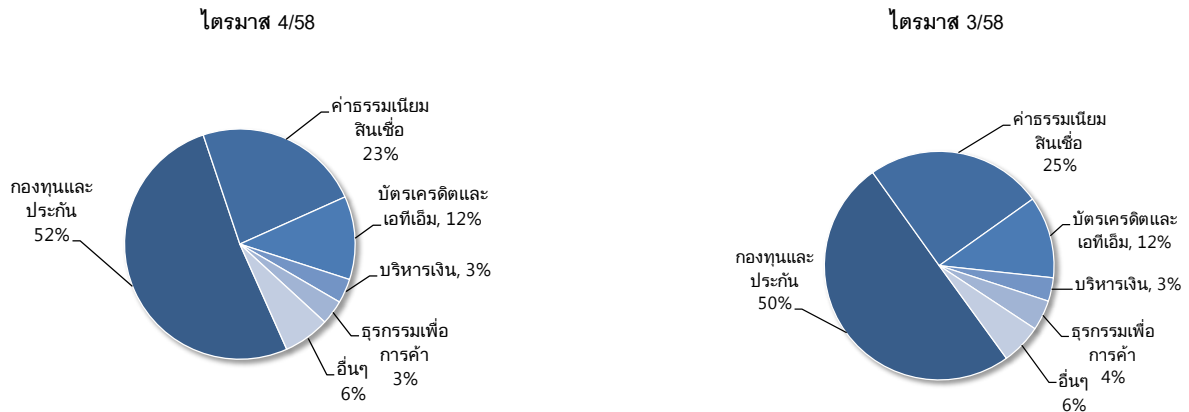 ไตรมาส 4/58
ค่าธรรมเนียม
สินเชื่อ
23%
บัตรเครดิตและ
เอทีเอ็ม, 12%
บริหารเงิน, 3%
ธุรกรรมเพื่อ
การค้า
3%
อื่นๆ
6%
กองทุนและ
ประกัน
52%
ไตรมาส 3/58
ค่าธรรมเนียม
สินเชื่อ
25%
บัตรเครดิตและ
เอทีเอ็ม, 12%
บริหารเงิน, 3%
ธุรกรรมเพื่อ
การค้า
4%
อื่นๆ
6%
กองทุนและ
ประกัน
50%